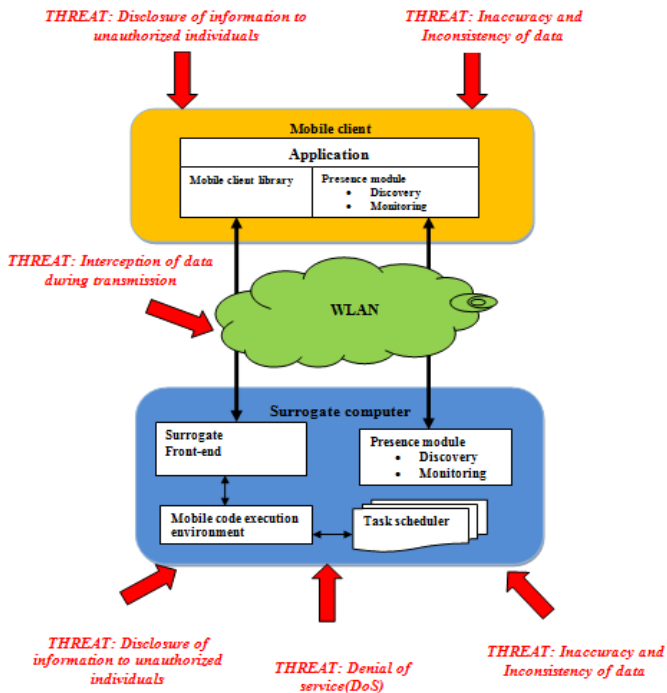 THREAT: Disclosure of information to
unauthorized individuals
THREAT: Inaccuracy and
Inconsistency of data
Mobile client
Application
Mobile client library
Presence module
• Discovery
• Monitoring
THREAT: Interception of data
during transmission
WLAN
Surrogate computer
Surrogate
Front-end
Presence module
• Discovery
• Monitoring
Mobile code execution
environment
Task scheduler
THREAT: Disclosure of
information to unauthorized
individuals
THREAT: Denial of
service(DoS)
THREAT: Inaccuracy and
Inconsistency of data